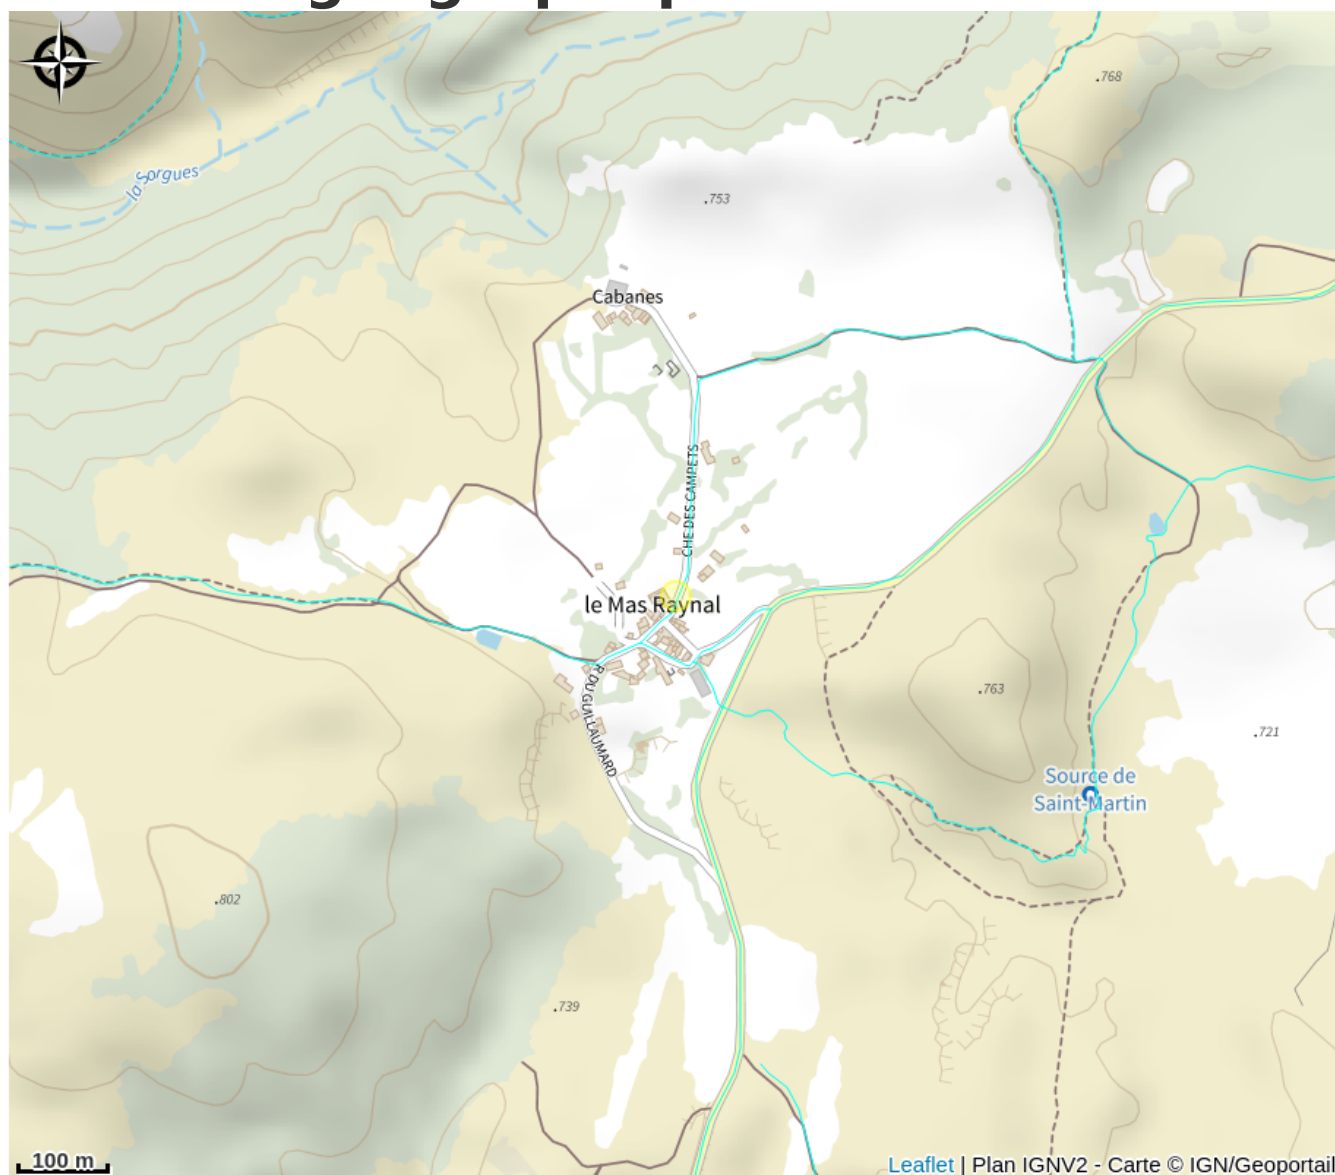 .768
la Sorgues
.753
Cabanes
CHE DES CAMPETS
le Mas Raynal
R DU GUILLAUMARD
.763
.721
Source de
Saint-Martin
.802
.739
100 m
Leaflet | Plan IGNV2 - Carte © IGN/Geoportail